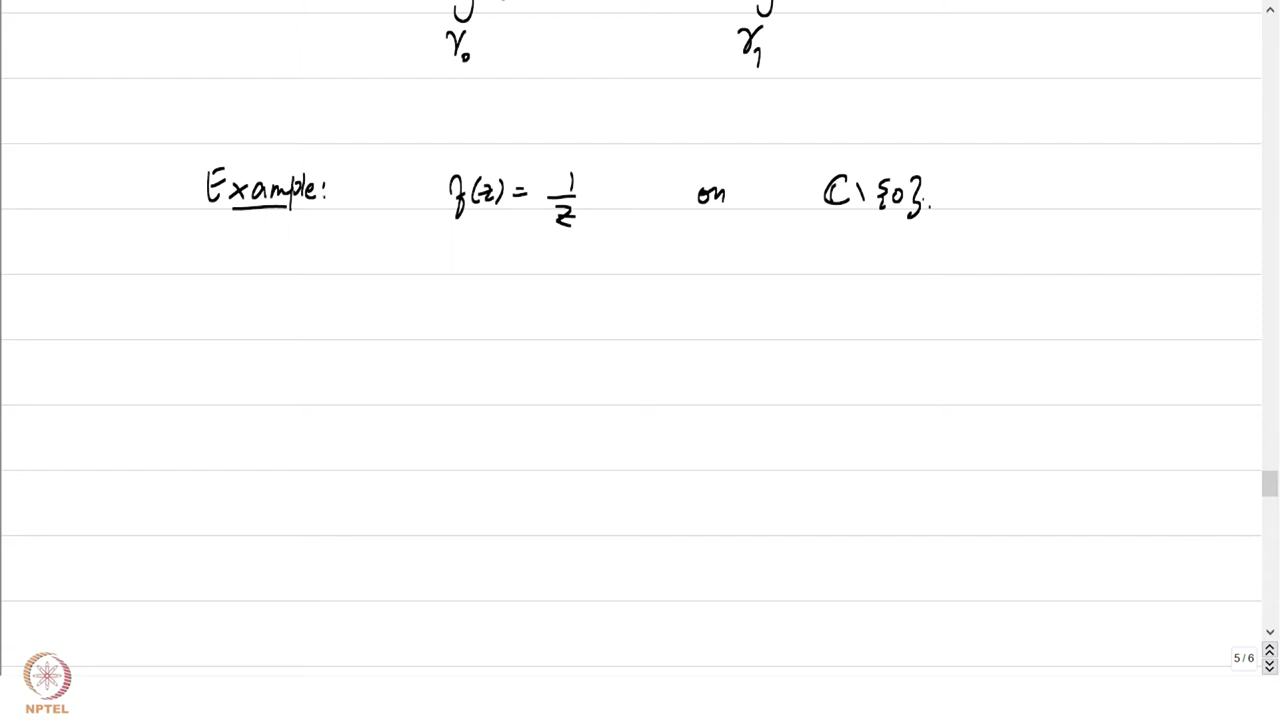 γ₀ γ₁
Example: f(z) = 1/z on ℂ \ {0}.
5 / 6
NPTEL